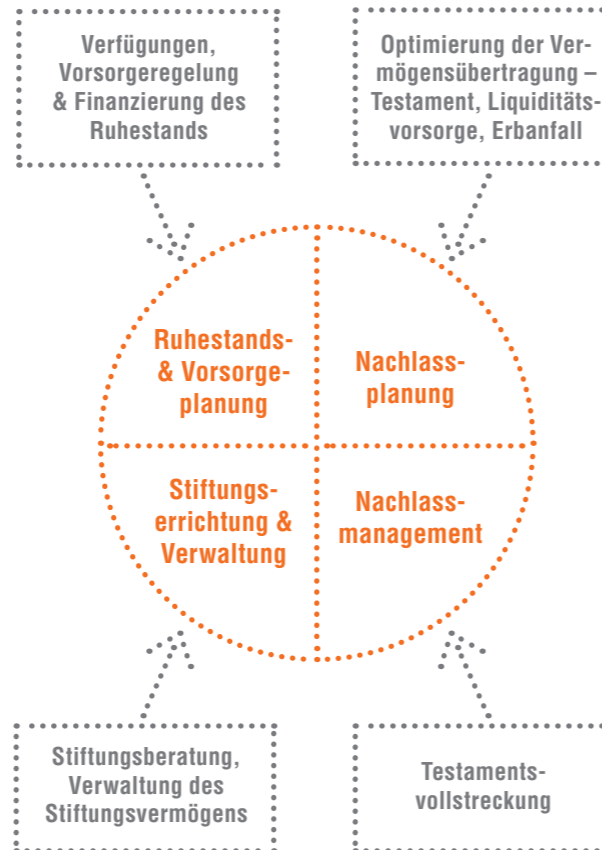 Verfügungen,
Vorsorgeregelung
& Finanzierung des
Ruhestands
Optimierung der Ver-
mögensübertragung –
Testament, Liquiditäts-
vorsorge, Erbanfall
Ruhestands-
& Vorsorge-
planung
Nachlass-
planung
Stiftungs-
errichtung &
Verwaltung
Nachlass-
management
Stiftungsberatung,
Verwaltung des
Stiftungsvermögens
Testaments-
vollstreckung